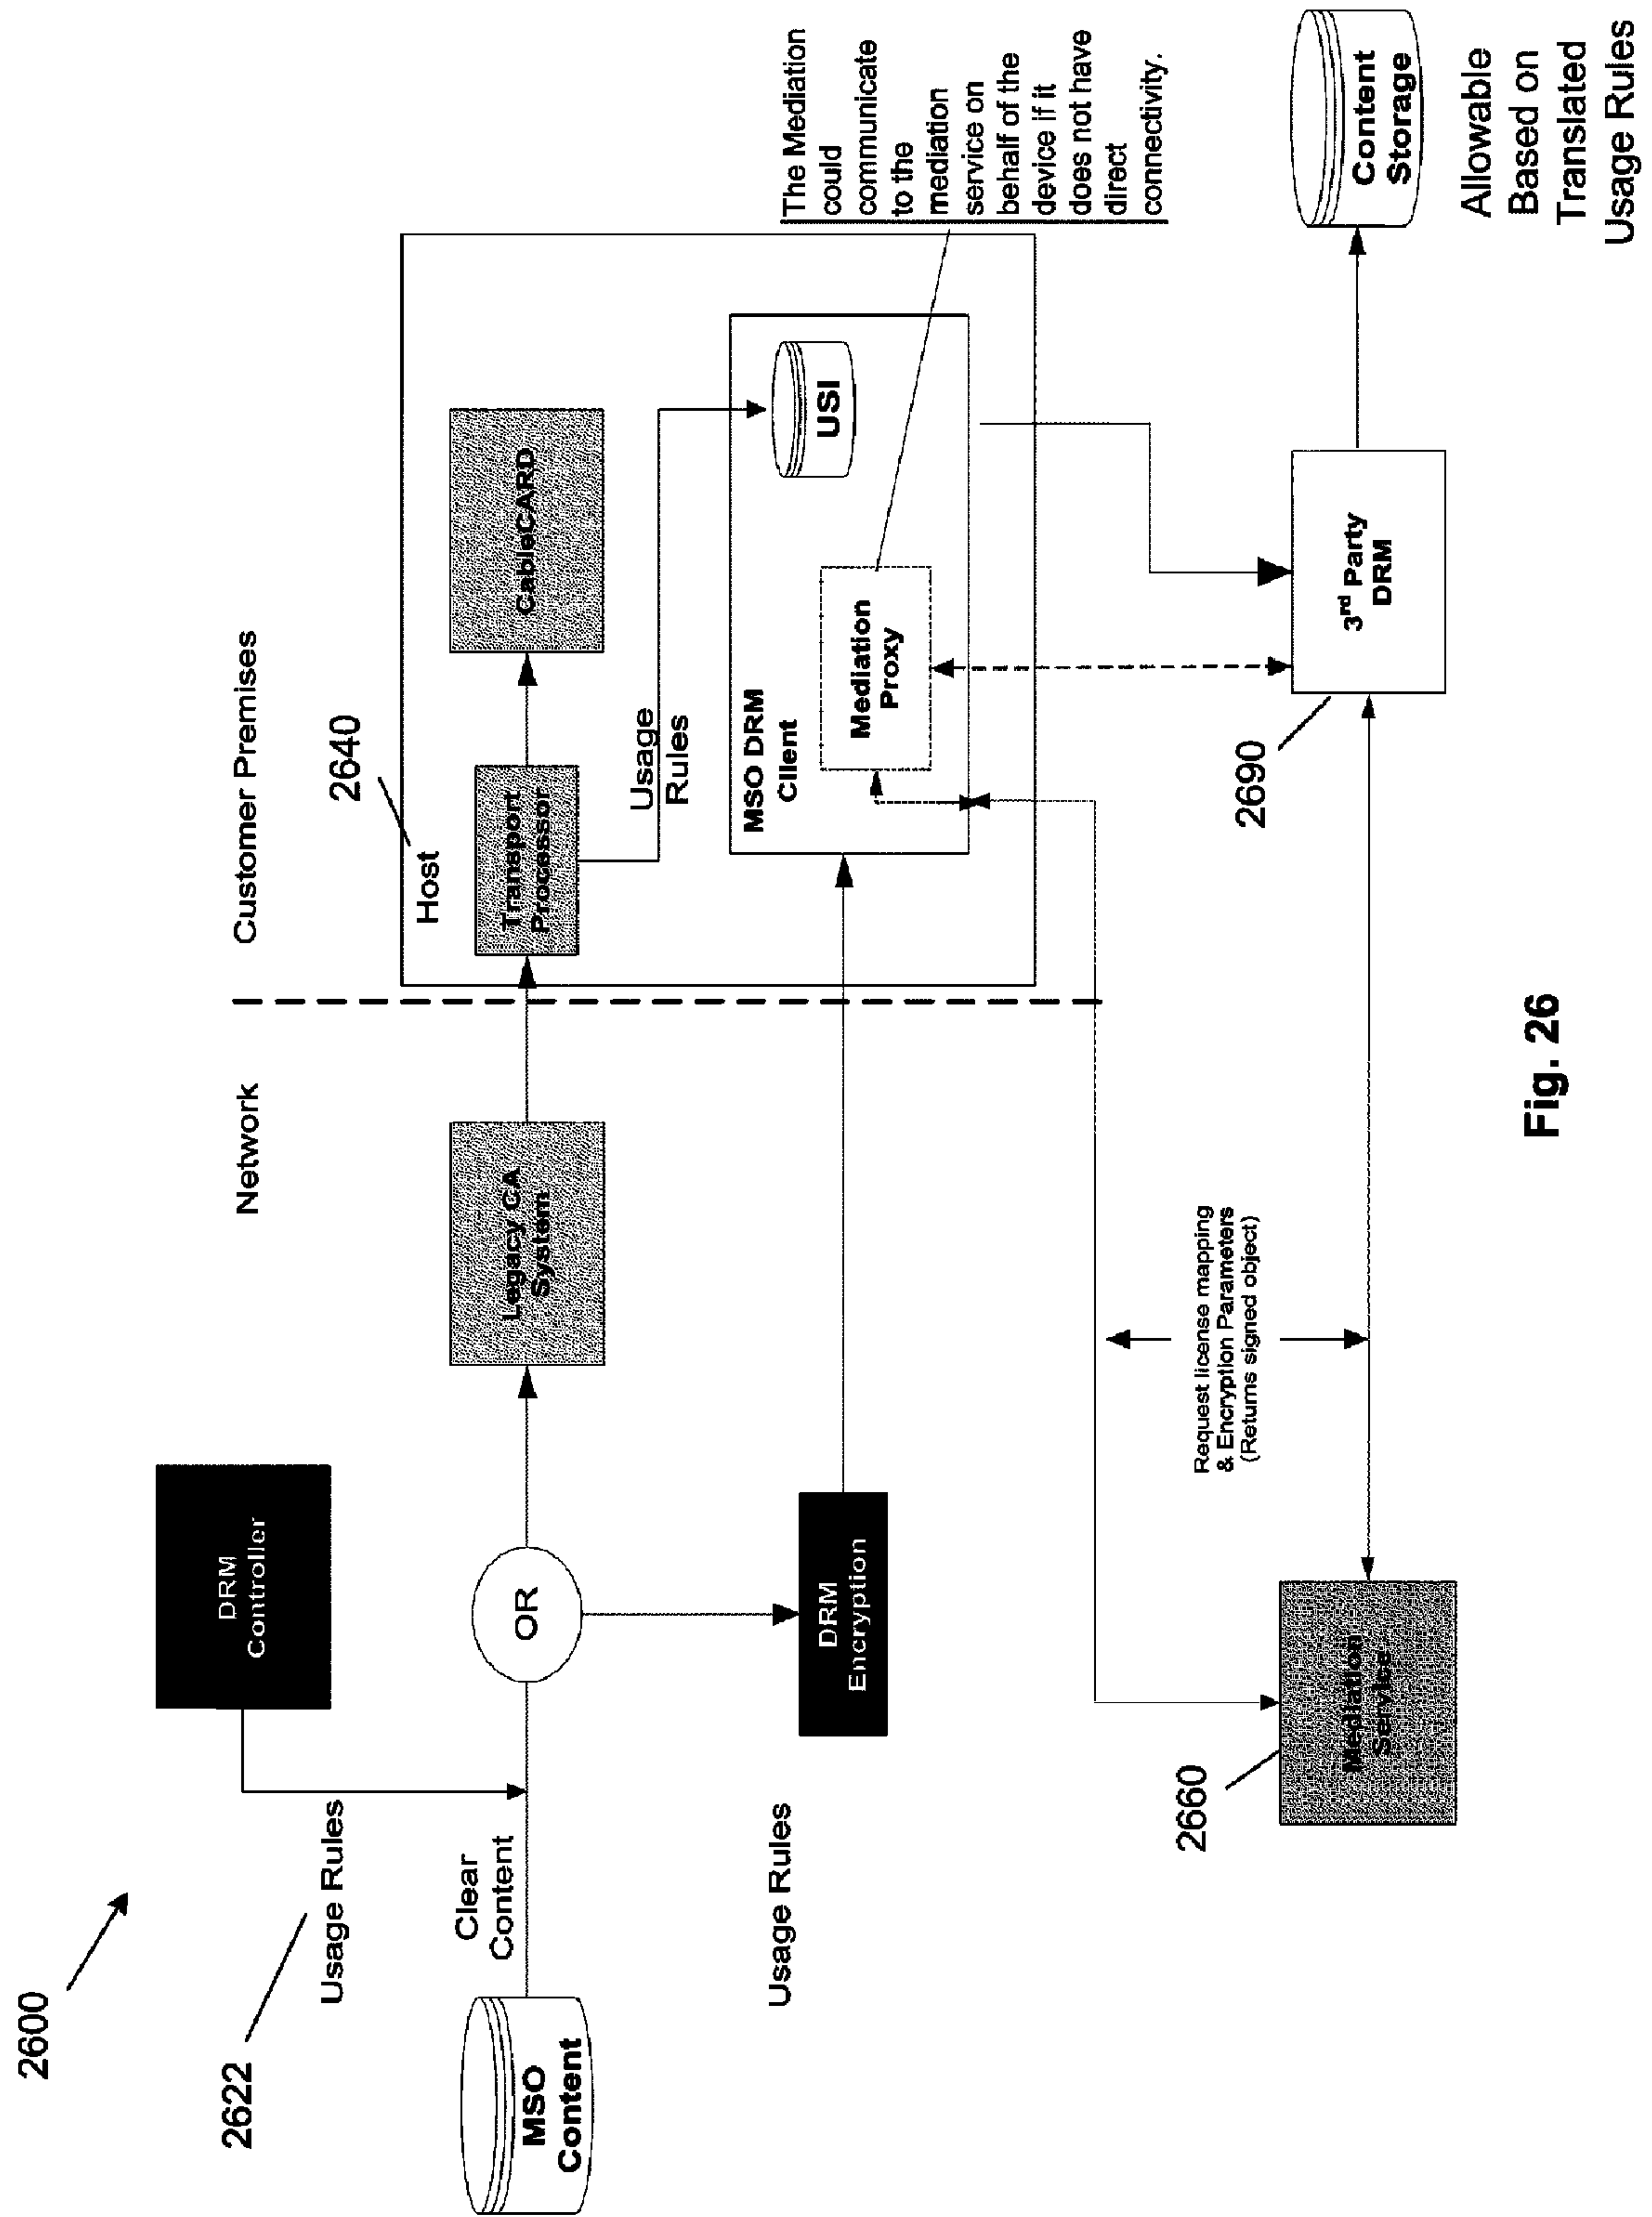 2600
2622
Usage Rules
DRM
Controller
Network
Customer Premises
2640
Host
MSO
Content
Clear
Content
OR
Legacy CA
System
Transport
Processor
CableCARD
Usage
Rules
Usage Rules
DRM
Encryption
MSO DRM
Client
Mediation
Proxy
USI
The Mediation
could
communicate
to the
mediation
service on
behalf of the
device if it
does not have
direct
connectivity.
2660
Mediation
Service
Request license mapping
& Encryption Parameters
(Returns signed object)
2690
3rd Party
DRM
Content
Storage
Allowable
Based on
Translated
Usage Rules
Fig. 26